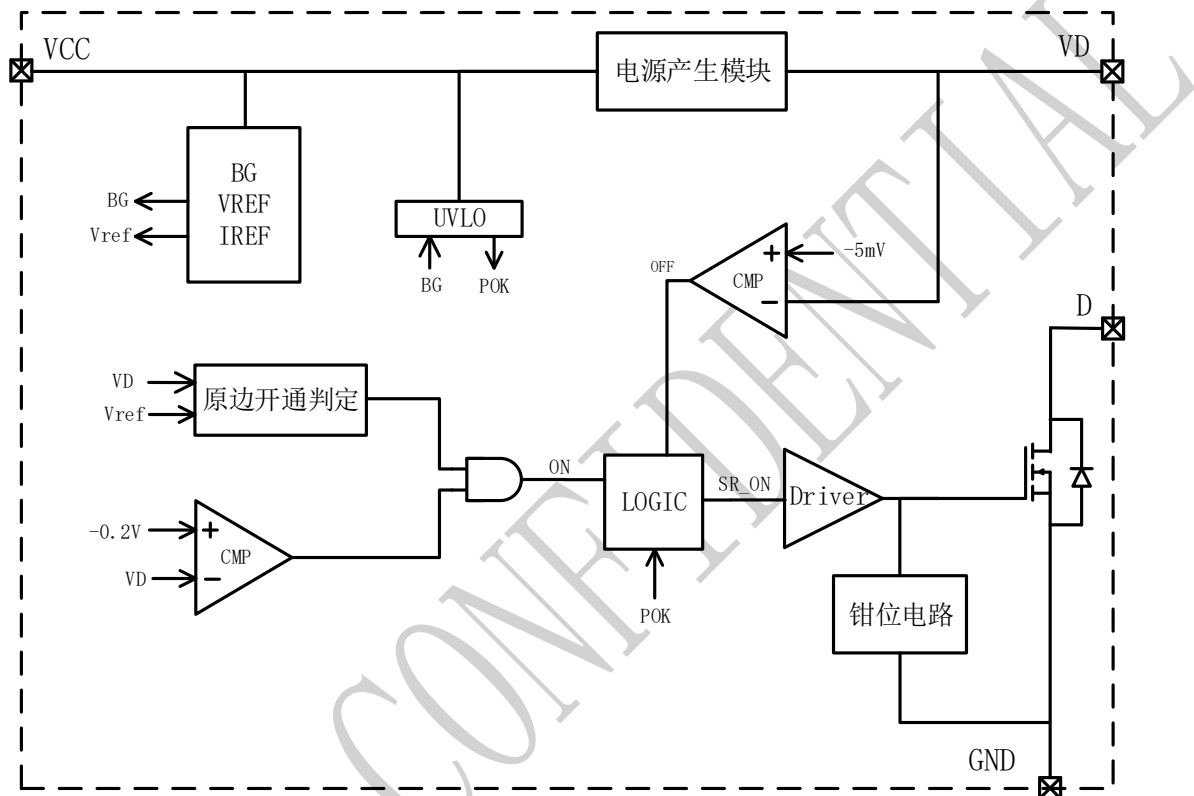 VCC
电源产生模块
VD
BG
VREF
IREF
BG
Vref
UVLO
BG
POK
OFF
CMP
+
-5mV
−
D
VD
Vref
原边开通判定
ON
LOGIC
SR_ON
Driver
-0.2V
+
CMP
VD
−
POK
钳位电路
GND
CONFIDENTIAL